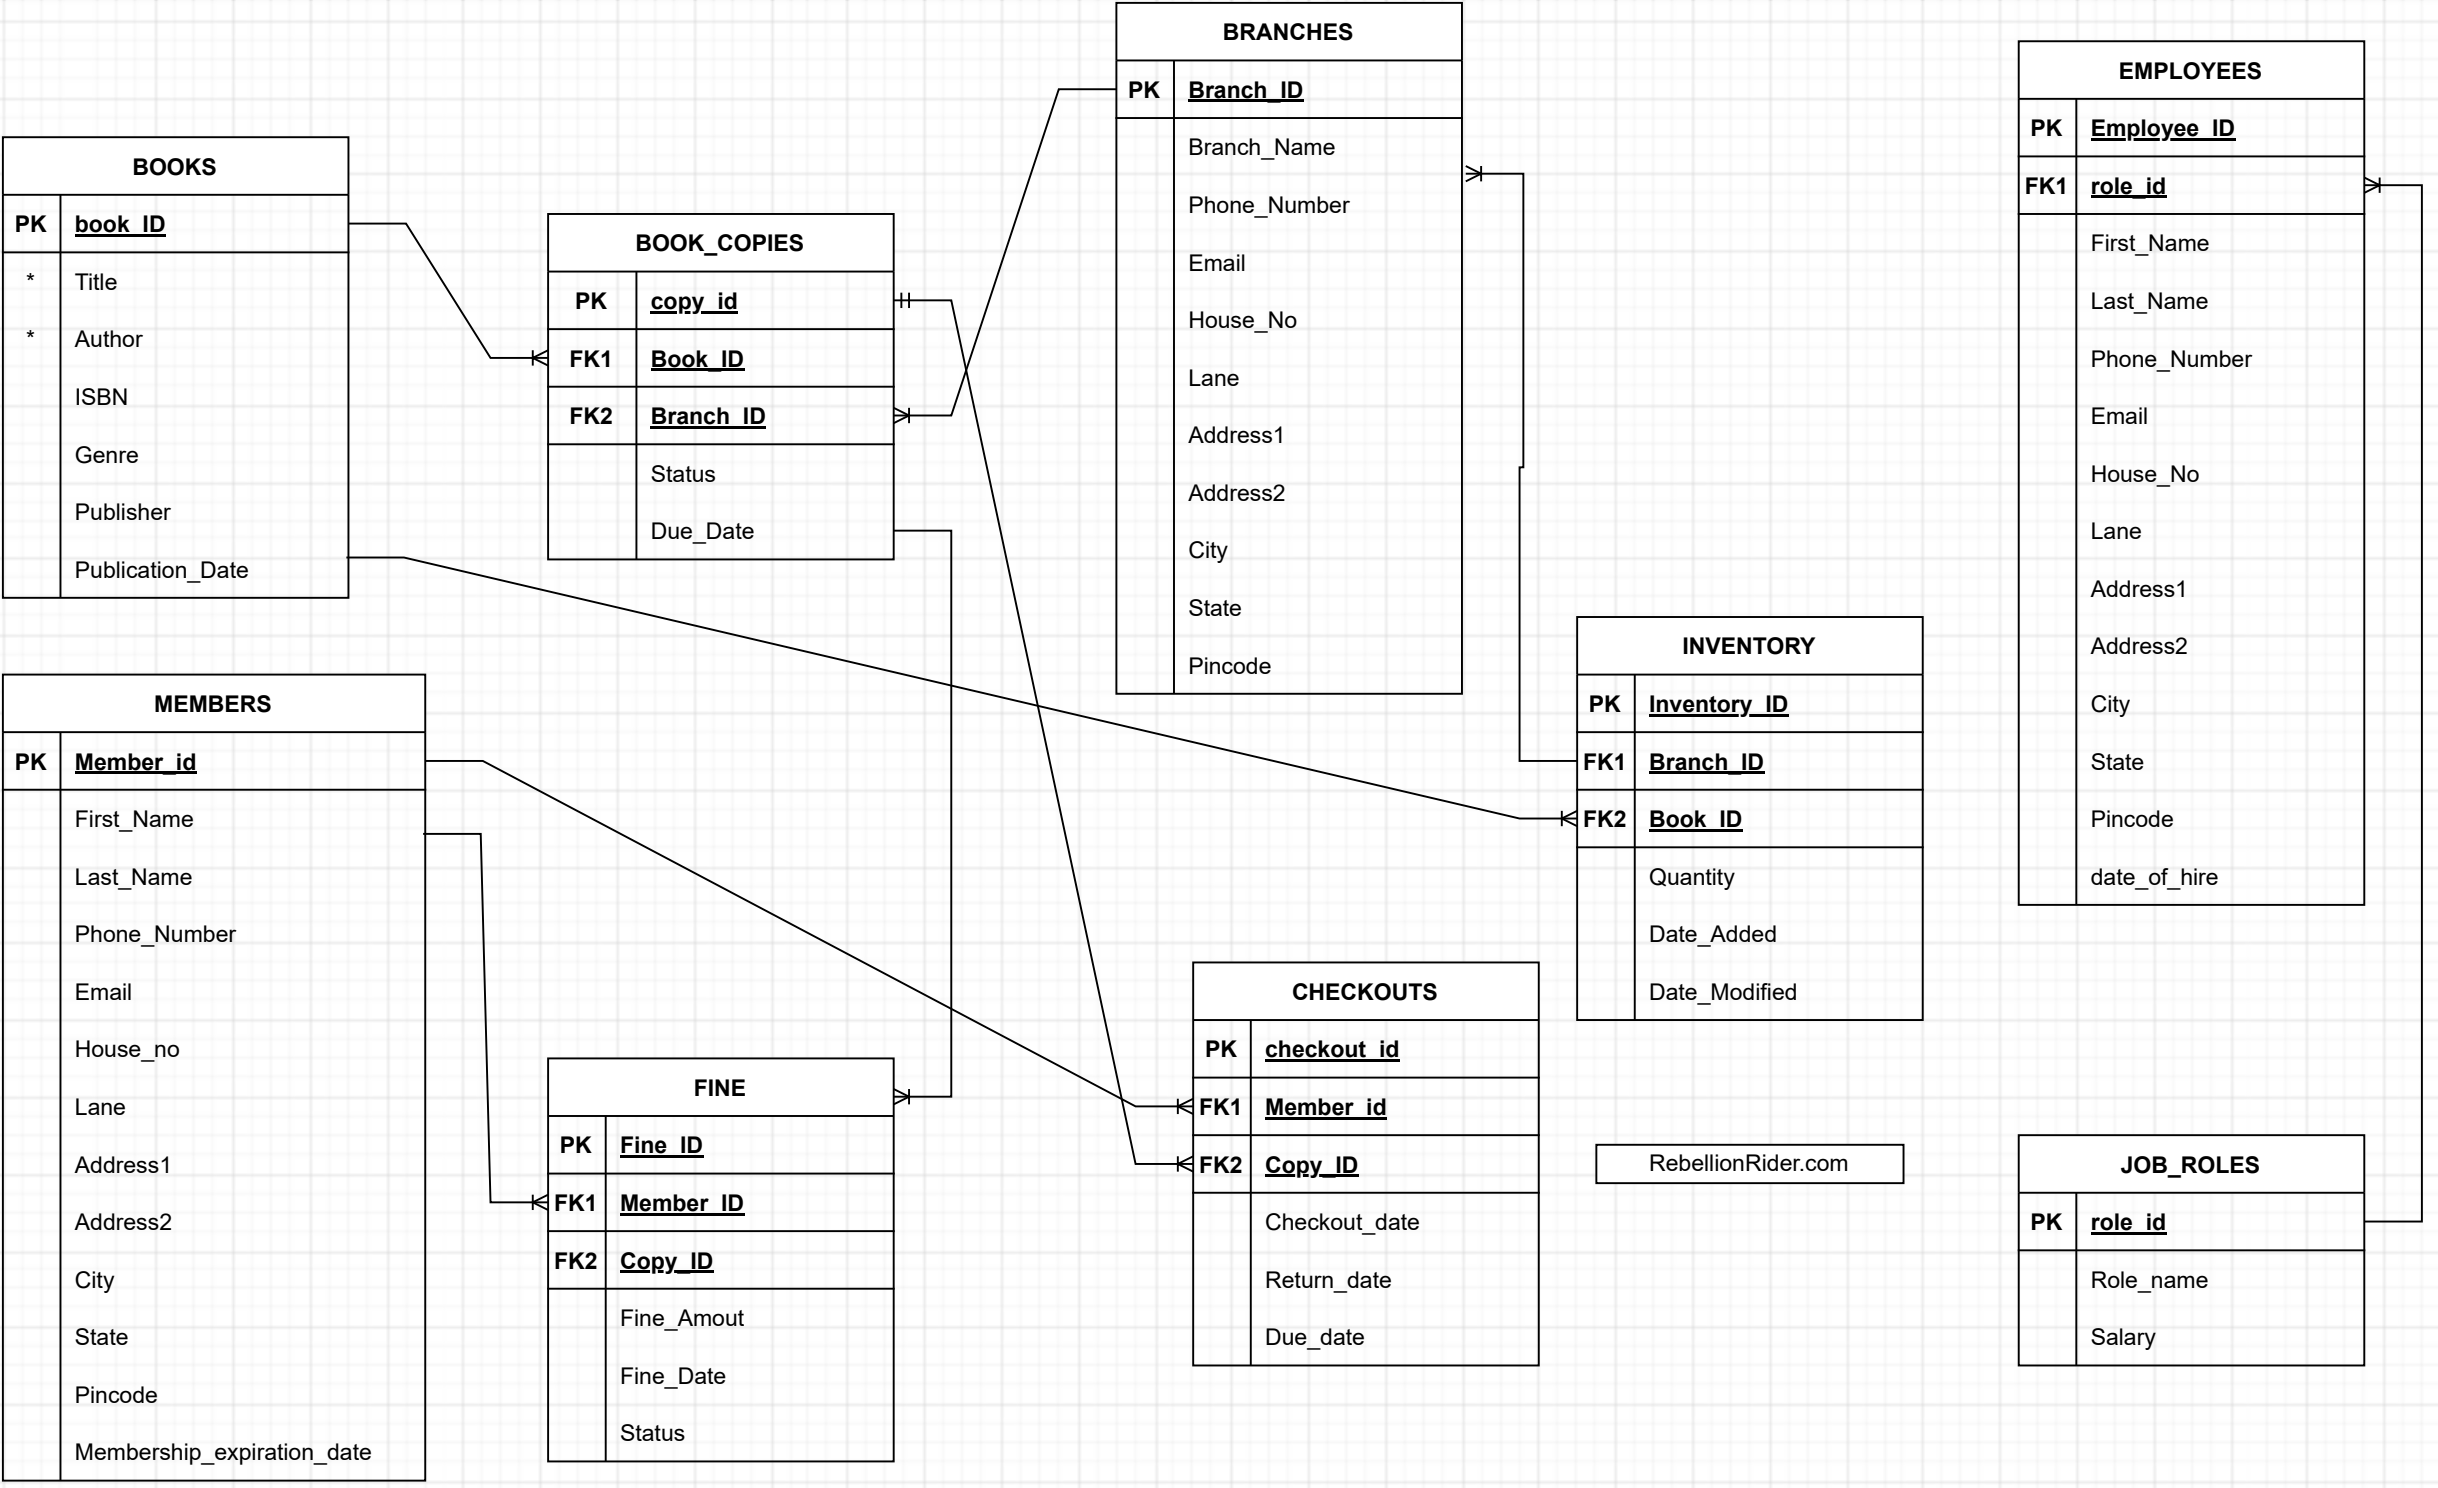 BOOKS
PK book_ID
* Title
* Author
ISBN
Genre
Publisher
Publication_Date
MEMBERS
PK Member_id
First_Name
Last_Name
Phone_Number
Email
House_no
Lane
Address1
Address2
City
State
Pincode
Membership_expiration_date
BOOK_COPIES
PK copy_id
FK1 Book_ID
FK2 Branch_ID
Status
Due_Date
FINE
PK Fine_ID
FK1 Member_ID
FK2 Copy_ID
Fine_Amout
Fine_Date
Status
BRANCHES
PK Branch_ID
Branch_Name
Phone_Number
Email
House_No
Lane
Address1
Address2
City
State
Pincode
CHECKOUTS
PK checkout_id
FK1 Member_id
FK2 Copy_ID
Checkout_date
Return_date
Due_date
INVENTORY
PK Inventory_ID
FK1 Branch_ID
FK2 Book_ID
Quantity
Date_Added
Date_Modified
RebellionRider.com
EMPLOYEES
PK Employee_ID
FK1 role_id
First_Name
Last_Name
Phone_Number
Email
House_No
Lane
Address1
Address2
City
State
Pincode
date_of_hire
JOB_ROLES
PK role_id
Role_name
Salary